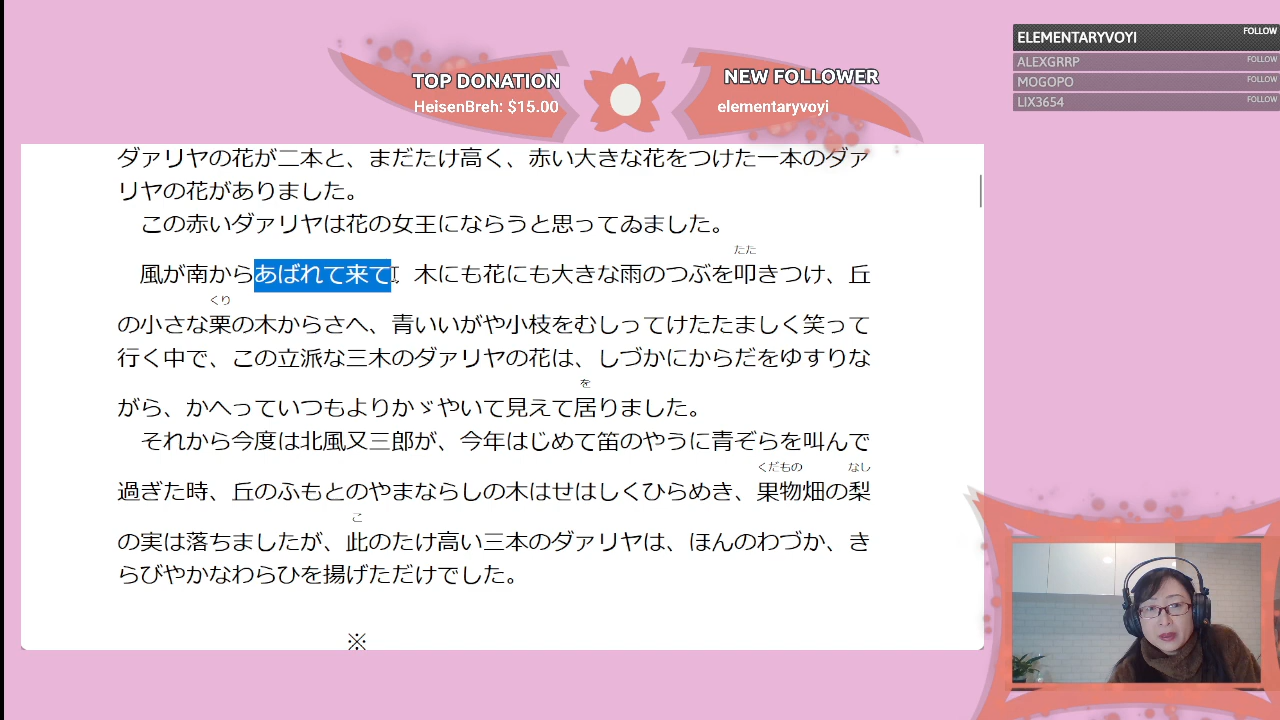 TOP DONATION
HeisenBreh: $15.00
NEW FOLLOWER
elementaryvoyi
ELEMENTARYVOYI FOLLOW
ALEXGRRP FOLLOW
MOGOPO FOLLOW
LIX3654 FOLLOW
ダァリヤの花が二本と、まだたけ高く、赤い大きな花をつけた一本のダァ
リヤの花がありました。
この赤いダァリヤは花の女王にならうと思ってゐました。
たた
風が南からあばれて来て、木にも花にも大きな雨のつぶを叩きつけ、丘
くり
の小さな栗の木からさへ、青いいがや小枝をむしってけたたましく笑って
行く中で、この立派な三本のダァリヤの花は、しづかにからだをゆすりな
を
がら、かへっていつもよりかゞやいて見えて居りました。
それから今度は北風又三郎が、今年はじめて笛のやうに青ぞらを叫んで
くだもの なし
過ぎた時、丘のふもとのやまならしの木はせはしくひらめき、果物畑の梨
こ
の実は落ちましたが、此のたけ高い三本のダァリヤは、ほんのわづか、き
らびやかなわらひを揚げただけでした。
※